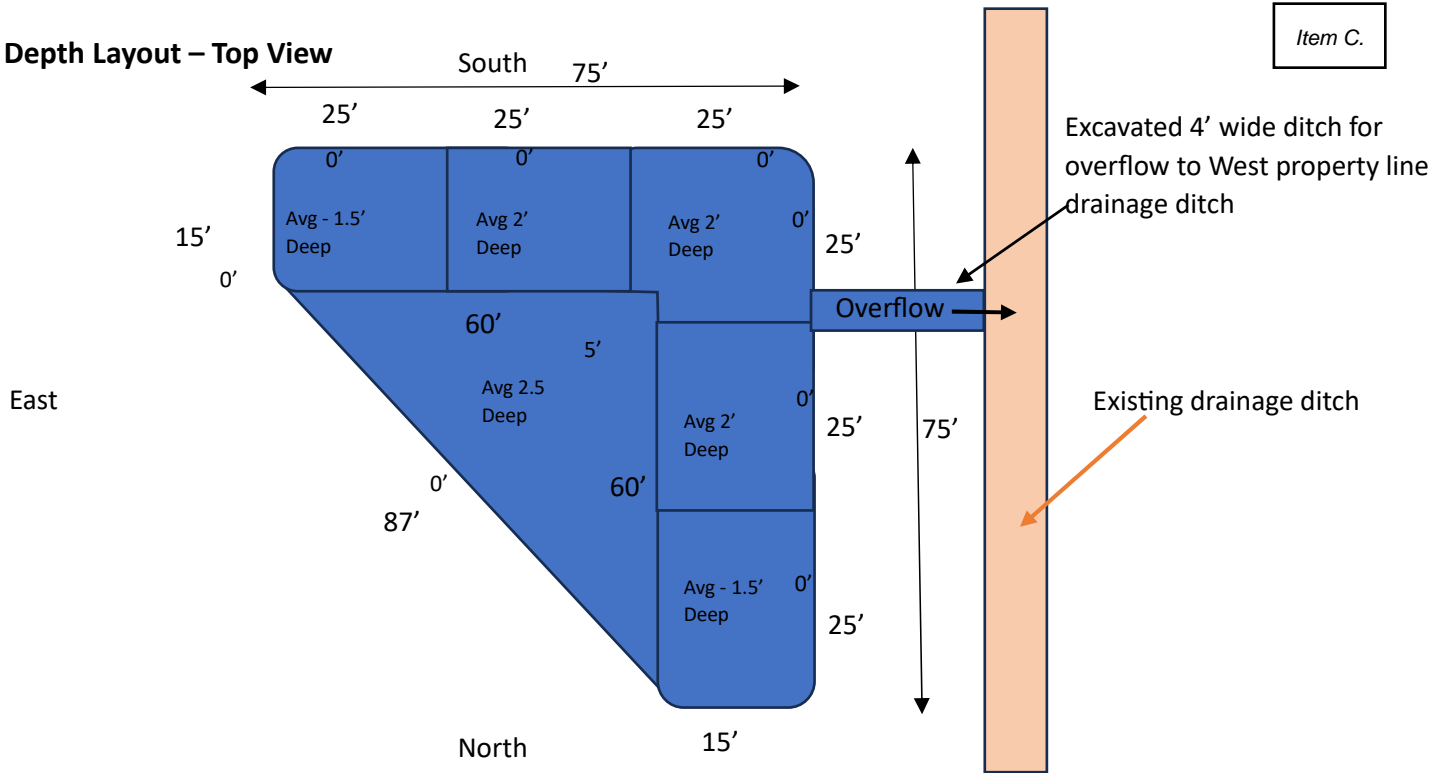 Item C.
Depth Layout – Top View
South
75’
25’
25’
25’
Excavated 4’ wide ditch for
overflow to West property line
drainage ditch
0’
0’
0’
Avg - 1.5’
Deep
Avg 2’
Deep
Avg 2’
Deep
0’
15’
25’
0’
Overflow
60’
5’
Avg 2.5
Deep
East
0’
Existing drainage ditch
Avg 2’
Deep
25’
75’
0’
60’
87’
Avg - 1.5’
Deep
0’
25’
North
15’